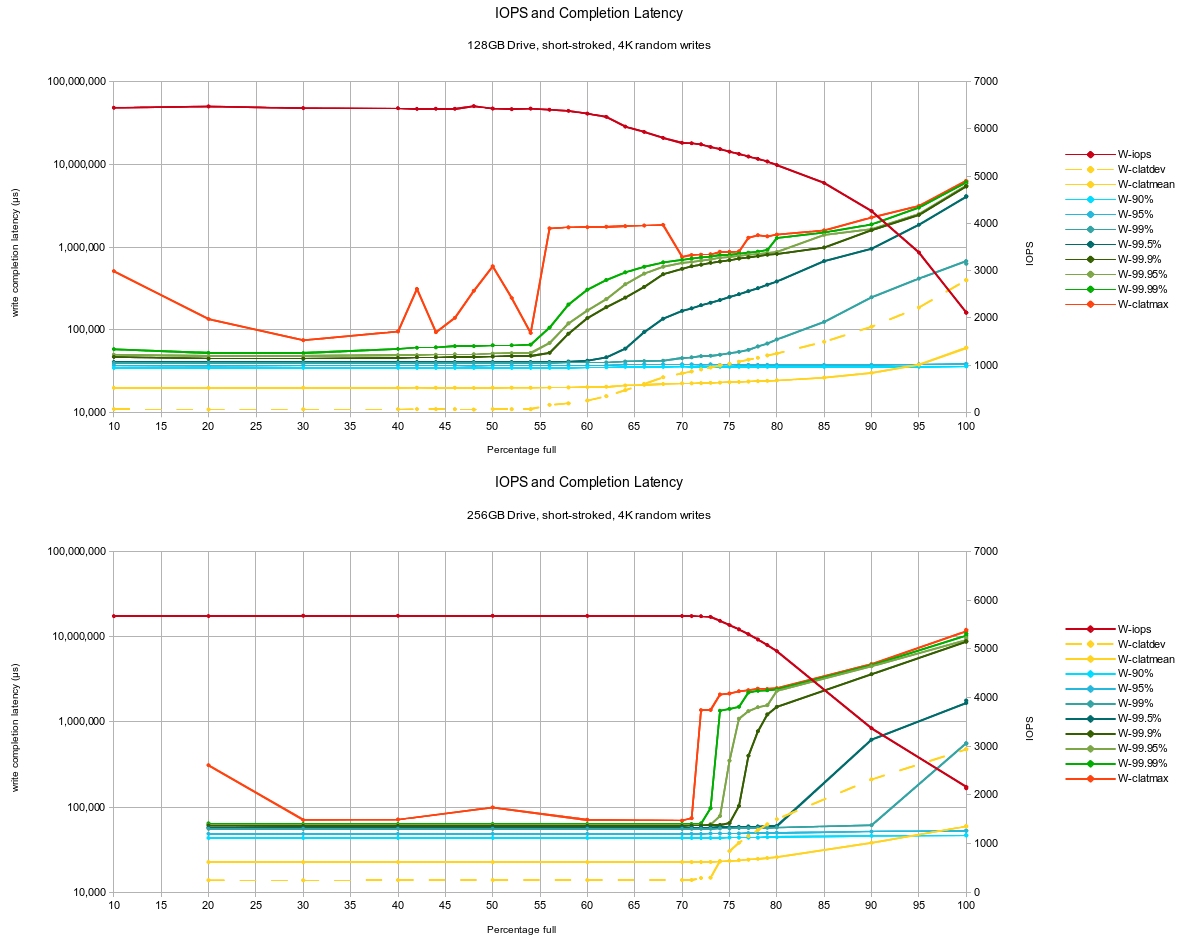 IOPS and Completion Latency
128GB Drive, short-stroked, 4K random writes
100,000,000
10,000,000
1,000,000
100,000
10,000
write completion latency (µs)
7000
6000
5000
4000
3000
2000
1000
0
IOPS
10 15 20 25 30 35 40 45 50 55 60 65 70 75 80 85 90 95 100
Percentage full
W-iops
W-clatdev
W-clatmean
W-90%
W-95%
W-99%
W-99.5%
W-99.9%
W-99.95%
W-99.99%
W-clatmax
IOPS and Completion Latency
256GB Drive, short-stroked, 4K random writes
100,000,000
10,000,000
1,000,000
100,000
10,000
write completion latency (µs)
7000
6000
5000
4000
3000
2000
1000
0
IOPS
10 15 20 25 30 35 40 45 50 55 60 65 70 75 80 85 90 95 100
Percentage full
W-iops
W-clatdev
W-clatmean
W-90%
W-95%
W-99%
W-99.5%
W-99.9%
W-99.95%
W-99.99%
W-clatmax